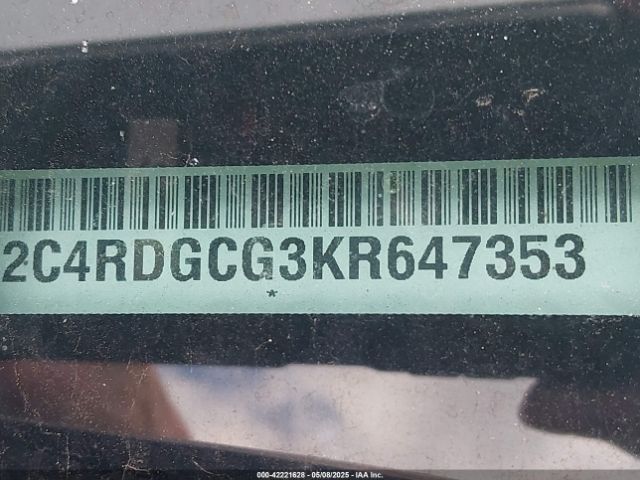 2C4RDGCG3KR647353
*
000-42221628 - 05/08/2025 - IAA Inc.